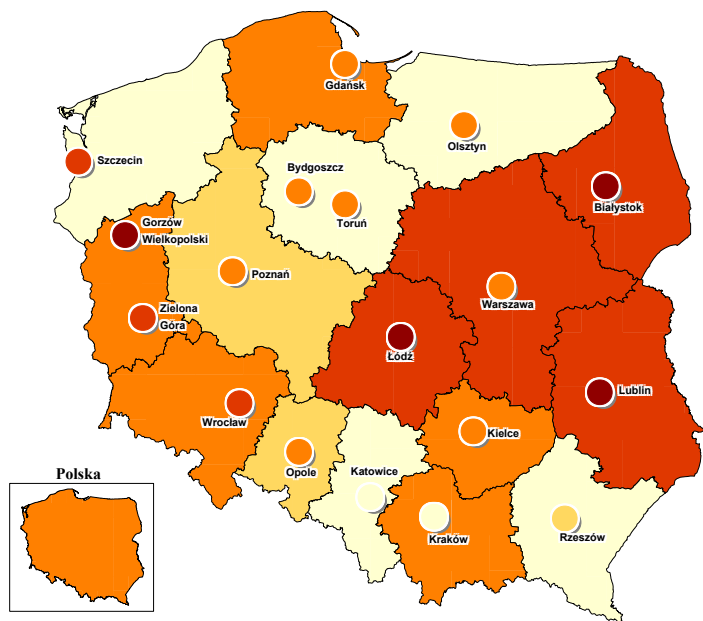 Gdańsk
Olsztyn
Szczecin
Bydgoszcz
Toruń
Białystok
Gorzów
Wielkopolski
Poznań
Warszawa
Zielona
Góra
Łódź
Lublin
Wrocław
Kielce
Opole
Katowice
Kraków
Rzeszów
Polska